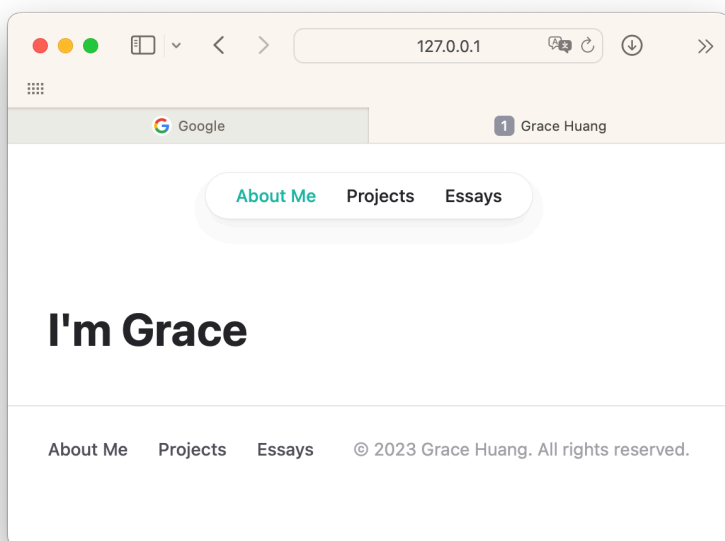 127.0.0.1
Google
1 Grace Huang
About Me Projects Essays
I'm Grace
About Me Projects Essays © 2023 Grace Huang. All rights reserved.